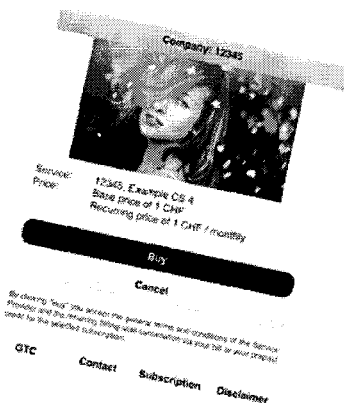 Company: 12345
Service: 12345, Example CS 4
Price: Base price of 1 CHF
Recurring price of 1 CHF / monthly
Buy
Cancel
By clicking "buy" you accept the general terms and conditions of the Service
Provider and the recurring billing until cancellation via your bill or your prepaid
credit for the selected subscription.
GTC
Contact
Subscription
Disclaimer